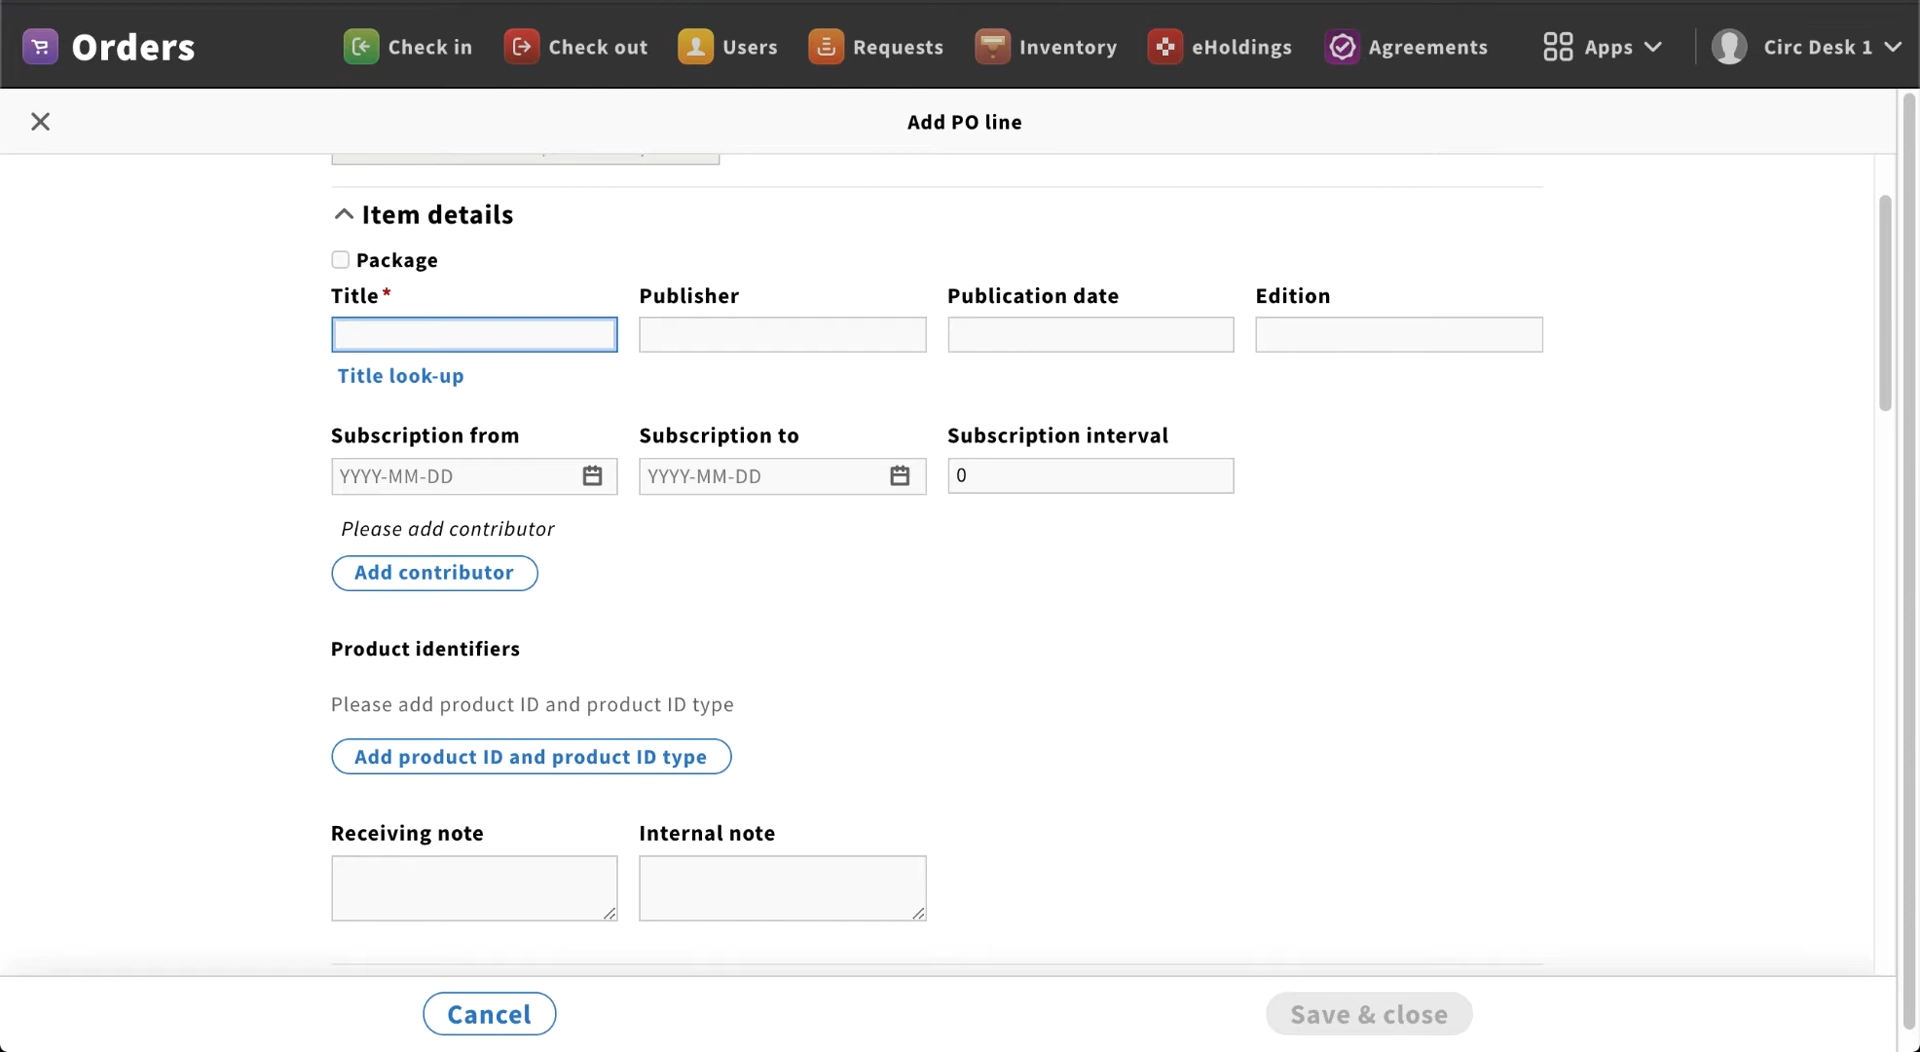 Orders
Check in
Check out
Users
Requests
Inventory
eHoldings
Agreements
Apps
Circ Desk 1
Add PO line
Item details
Package
Title*
Publisher
Publication date
Edition
Title look-up
Subscription from
Subscription to
Subscription interval
YYYY-MM-DD
YYYY-MM-DD
0
Please add contributor
Add contributor
Product identifiers
Please add product ID and product ID type
Add product ID and product ID type
Receiving note
Internal note
Cancel
Save & close